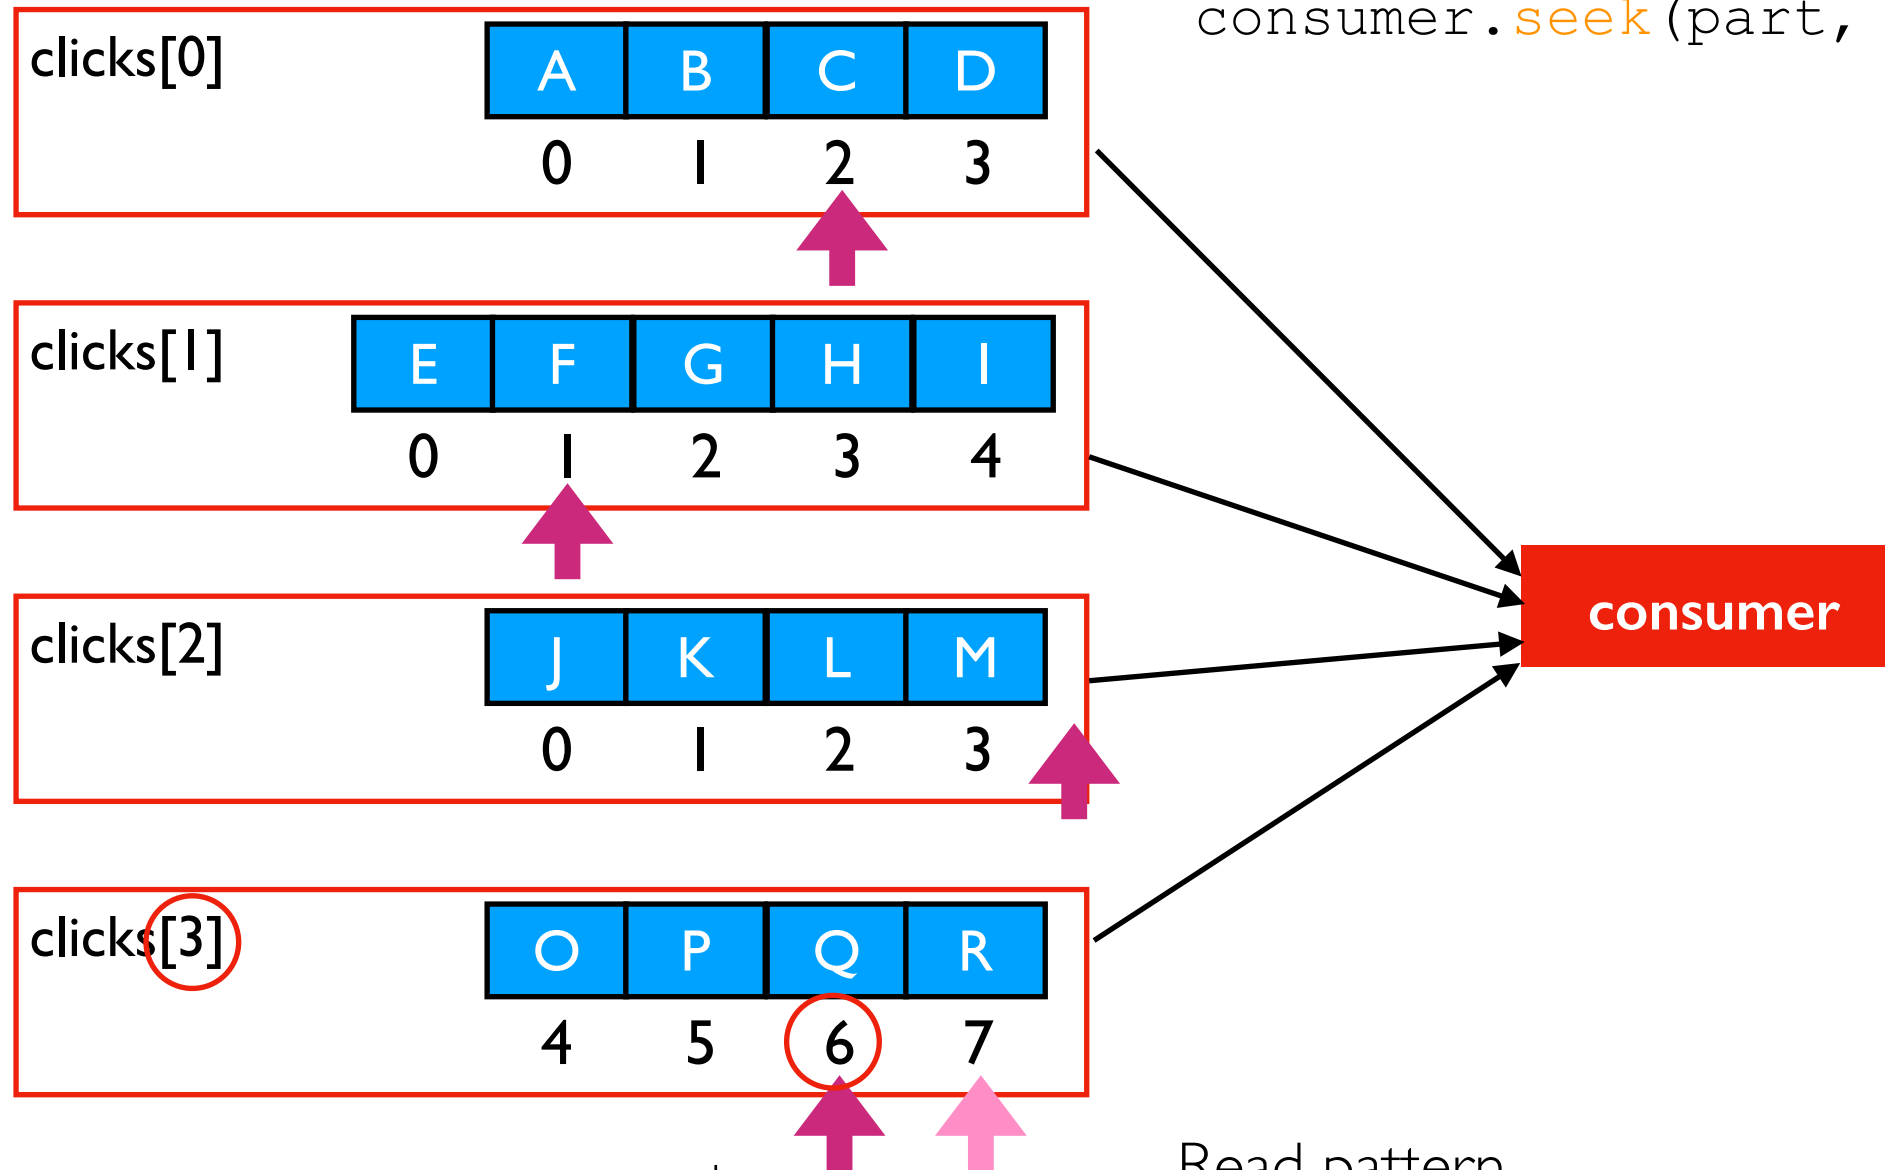 consumer.seek(part,
clicks[0]
A B C D
0 1 2 3
clicks[1]
E F G H I
0 1 2 3 4
consumer
clicks[2]
J K L M
0 1 2 3
clicks[3]
O P Q R
4 5 6 7
Read pattern